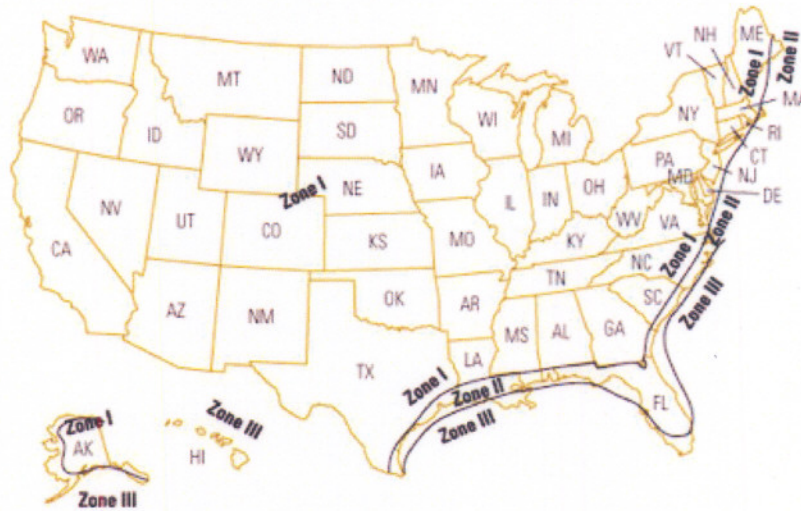 WA
MT
ND
MN
OR
ID
WY
SD
WI
MI
NY
VT
NH
ME
Zone I
Zone II
MA
RI
CT
NJ
DE
MD
PA
NV
UT
CO
Zone I
NE
IA
IL
IN
OH
WV
VA
CA
KS
MO
KY
Zone I
Zone II
AZ
NM
OK
AR
TN
NC
SC
Zone III
TX
LA
MS
AL
GA
FL
Zone I
Zone II
Zone III
Zone I
AK
Zone III
HI
Zone III